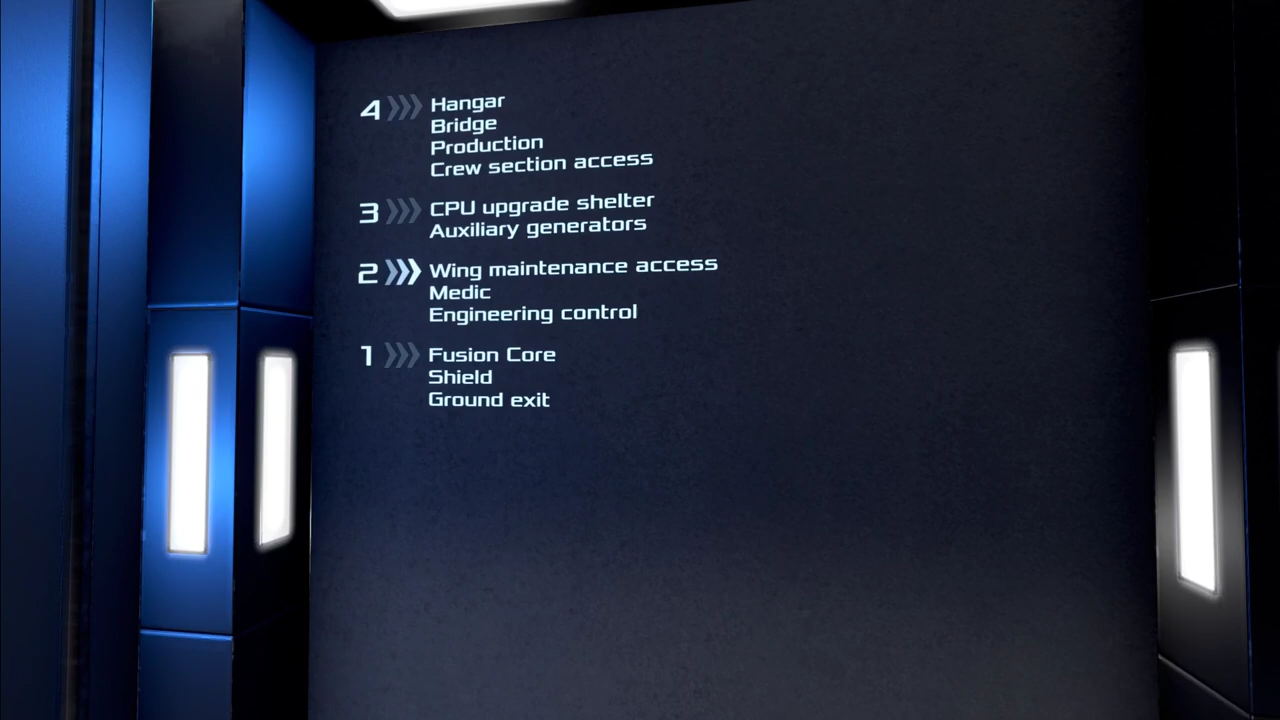 4 Hangar
Bridge
Production
Crew section access
3 CPU upgrade shelter
Auxiliary generators
2 Wing maintenance access
Medic
Engineering control
1 Fusion Core
Shield
Ground exit